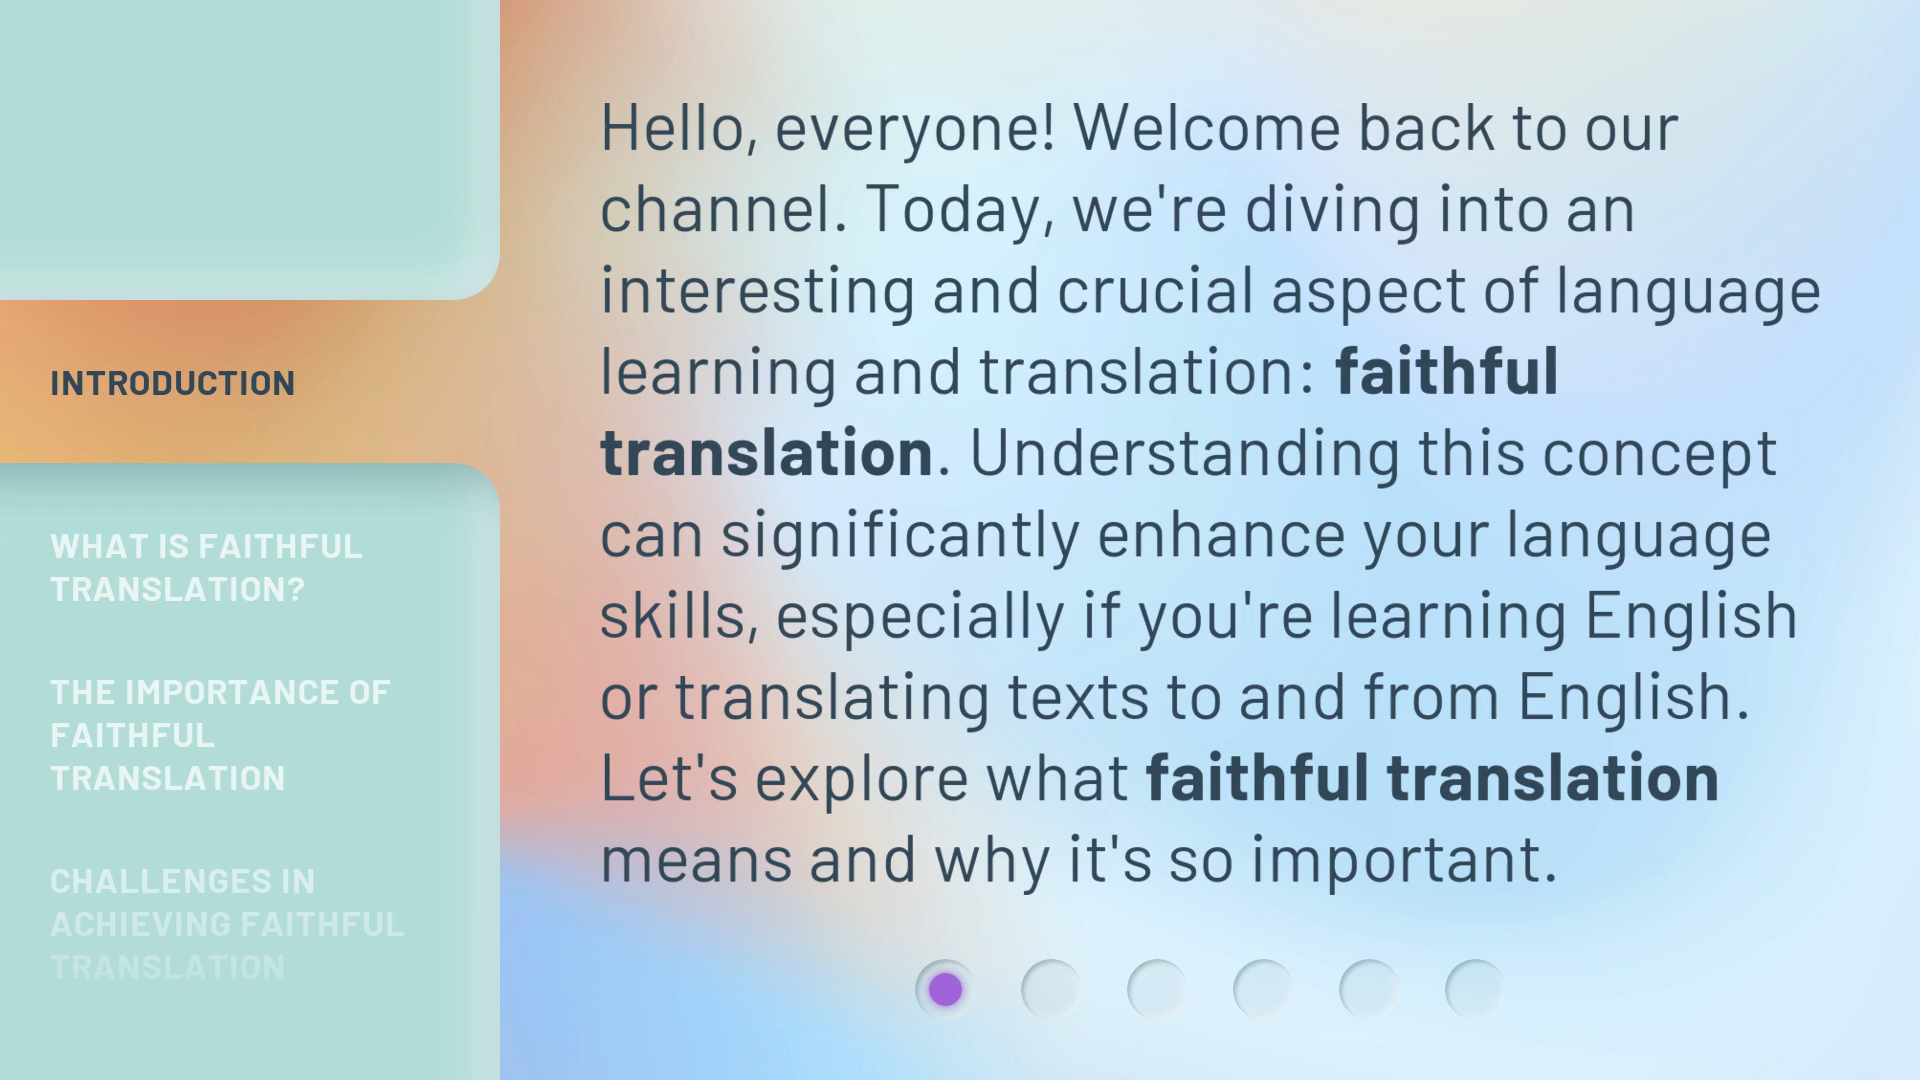 INTRODUCTION
WHAT IS FAITHFUL
TRANSLATION?
THE IMPORTANCE OF
FAITHFUL
TRANSLATION
CHALLENGES IN
ACHIEVING FAITHFUL
TRANSLATION
Hello, everyone! Welcome back to our
channel. Today, we're diving into an
interesting and crucial aspect of language
learning and translation: faithful
translation. Understanding this concept
can significantly enhance your language
skills, especially if you're learning English
or translating texts to and from English.
Let's explore what faithful translation
means and why it's so important.